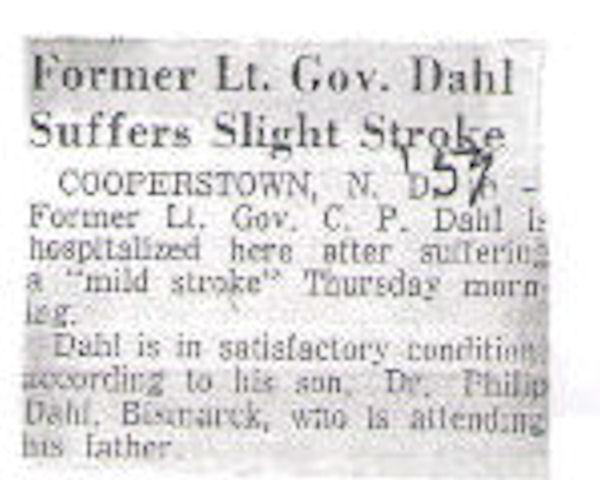 Former Lt. Gov. Dahl
Suffers Slight Stroke
COOPERSTOWN, N. D. –
Former Lt. Gov. C. P. Dahl is
hospitalized here after suffering
a "mild stroke" Thursday morn-
ing.
Dahl is in satisfactory condition,
according to his son, Dr. Philip
Dahl, Bismarck, who is attending
his father.